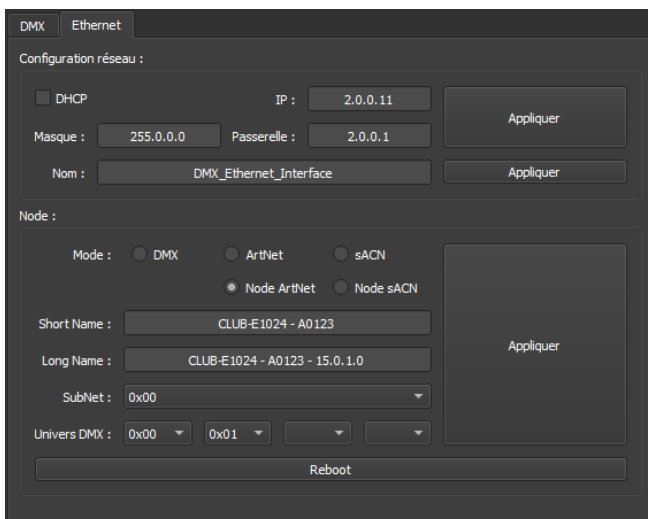 DMX Ethernet
Configuration réseau :
DHCP IP : 2.0.0.11 Appliquer
Masque : 255.0.0.0 Passerelle : 2.0.0.1
Nom : DMX_Ethernet_Interface Appliquer
Node :
Mode : DMX ArtNet sACN
Node ArtNet Node sACN
Short Name : CLUB-E1024 - A0123
Long Name : CLUB-E1024 - A0123 - 15.0.1.0 Appliquer
SubNet : 0x00
Univers DMX : 0x00 0x01
Reboot